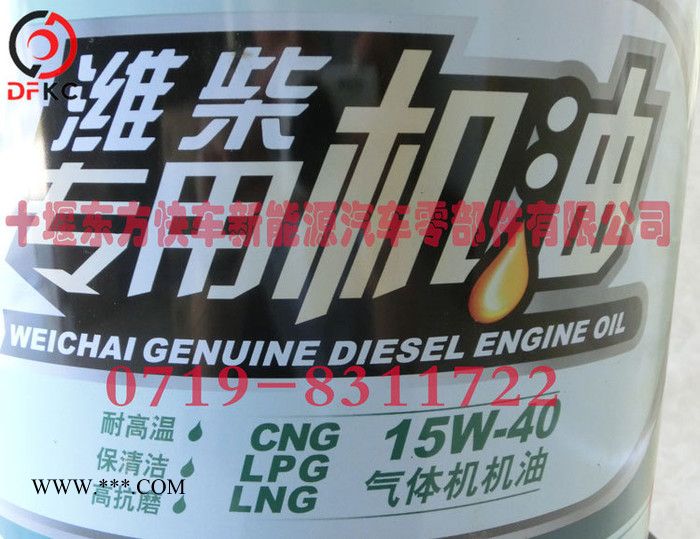 DFKC
潍柴
专用机油
十堰东方快车新能源汽车零部件有限公司
WEICHAI GENUINE DIESEL ENGINE OIL
0719-8311722
耐高温
保清洁
高抗磨
CNG
LPG
LNG
15W-40
气体机机油
WWW.***.COM